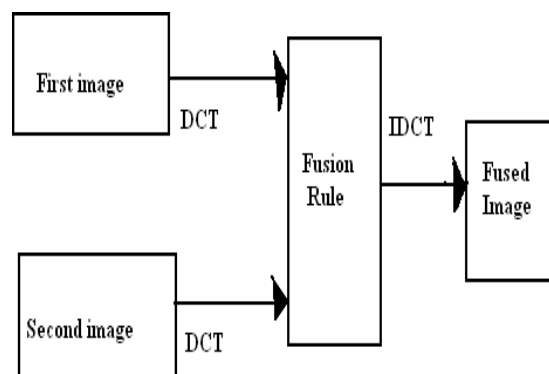 First image
DCT
Fusion
Rule
IDCT
Fused
Image
Second image
DCT